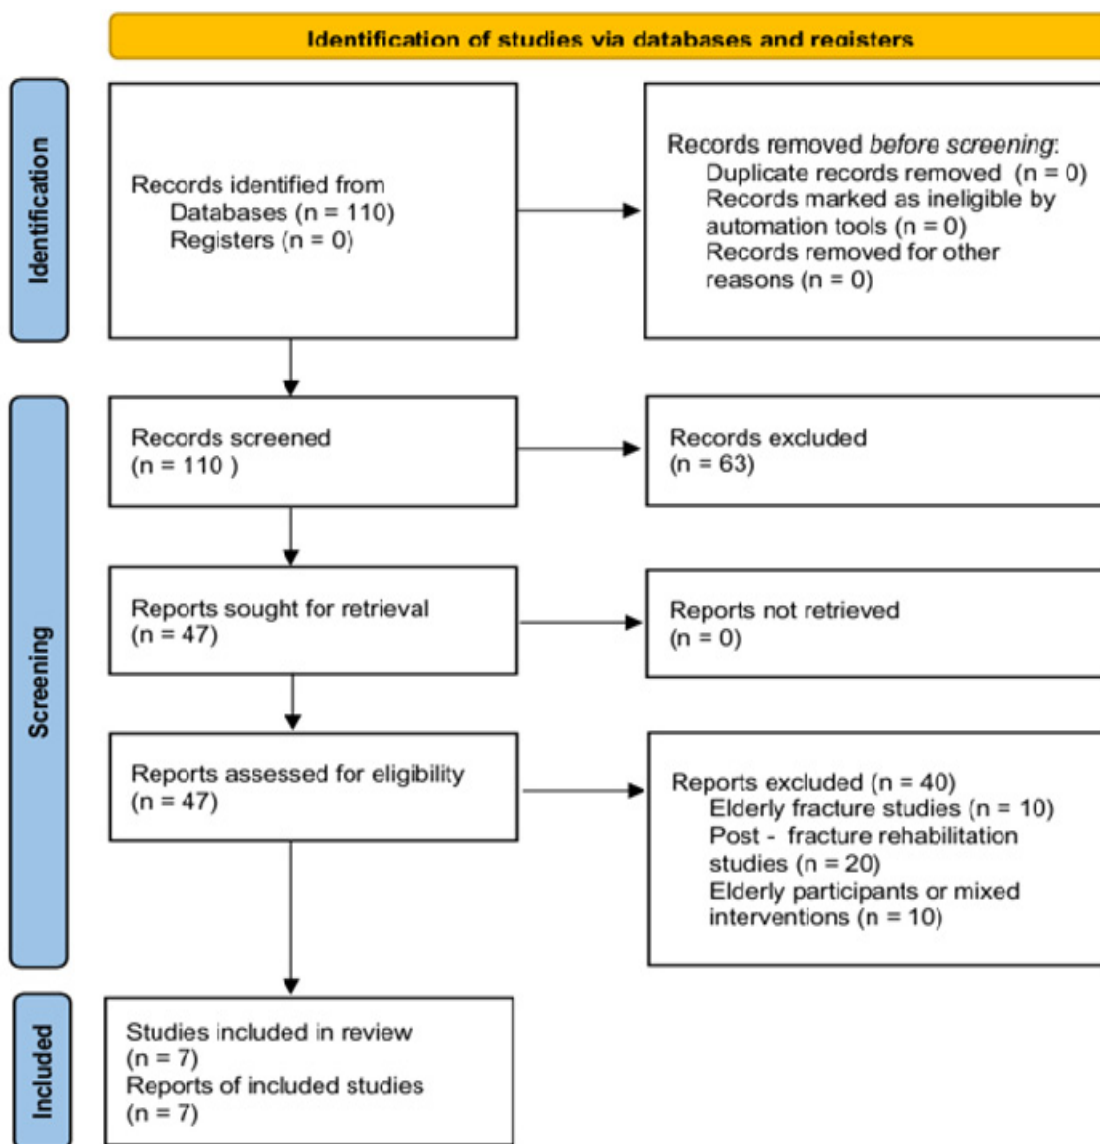 Identification of studies via databases and registers
Identification
Records identified from
Databases (n = 110)
Registers (n = 0)
Records removed before screening:
Duplicate records removed (n = 0)
Records marked as ineligible by
automation tools (n = 0)
Records removed for other
reasons (n = 0)
Screening
Records screened
(n = 110 )
Records excluded
(n = 63)
Reports sought for retrieval
(n = 47)
Reports not retrieved
(n = 0)
Reports assessed for eligibility
(n = 47)
Reports excluded (n = 40)
Elderly fracture studies (n = 10)
Post - fracture rehabilitation
studies (n = 20)
Elderly participants or mixed
interventions (n = 10)
Included
Studies included in review
(n = 7)
Reports of included studies
(n = 7)